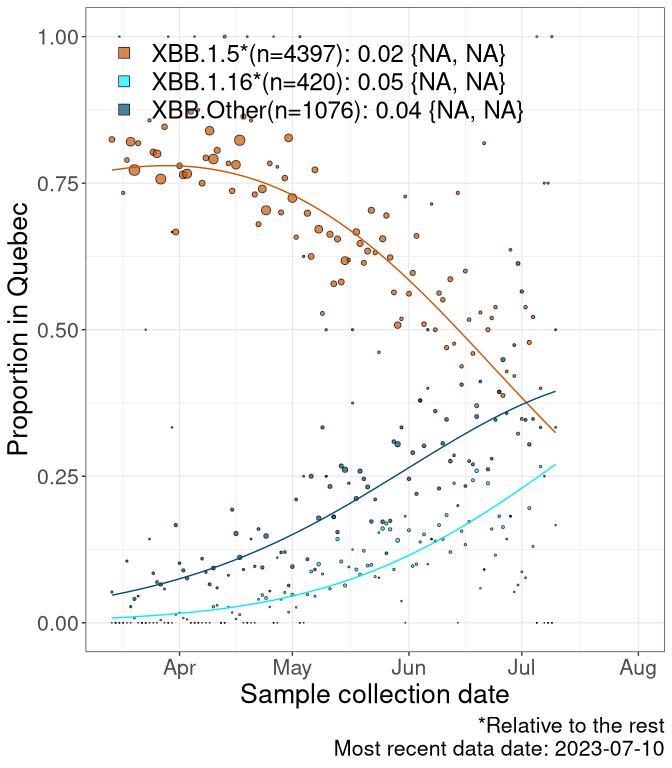 1.00
XBB.1.5*(n=4397): 0.02 {NA, NA}
XBB.1.16*(n=420): 0.05 {NA, NA}
XBB.Other(n=1076): 0.04 {NA, NA}
0.75
0.50
0.25
0.00
Proportion in Quebec
Apr May Jun Jul Aug
Sample collection date
*Relative to the rest
Most recent data date: 2023-07-10